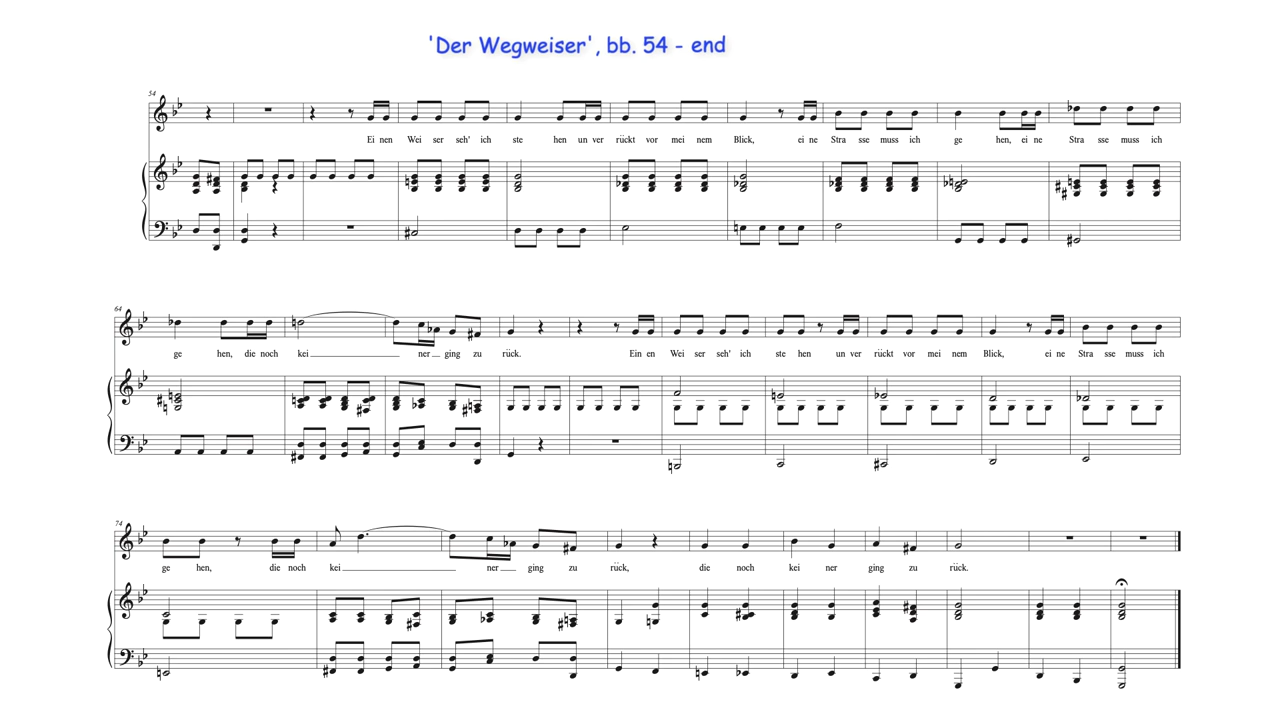 'Der Wegweiser', bb. 54 - end
54
Ei nen Wei ser seh' ich ste hen un ver rückt vor mei nem Blick, ei ne Stra sse muss ich ge hen, ei ne Stra sse muss ich
64
ge hen, die noch kei ner ging zu rück. Ein en Wei ser seh' ich ste hen un ver rückt vor mei nem Blick, ei ne Stra sse muss ich
74
ge hen, die noch kei ner ging zu rück, die noch kei ner ging zu rück.